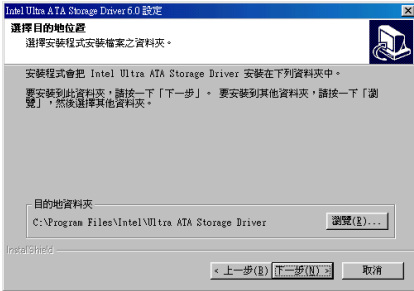 Intel Ultra ATA Storage Driver 6.0 設定
選擇目的地位置
選擇安裝程式安裝檔案之資料夾。
安裝程式會把 Intel Ultra ATA Storage Driver 安裝在下列資料夾中。
要安裝到此資料夾，請按一下「下一步」。 要安裝到其他資料夾，請按一下「瀏
覽」，然後選擇其他資料夾。
目的地資料夾
C:\Program Files\Intel\Ultra ATA Storage Driver
瀏覽(R)...
InstallShield
< 上一步(B) 下一步(N) > 取消